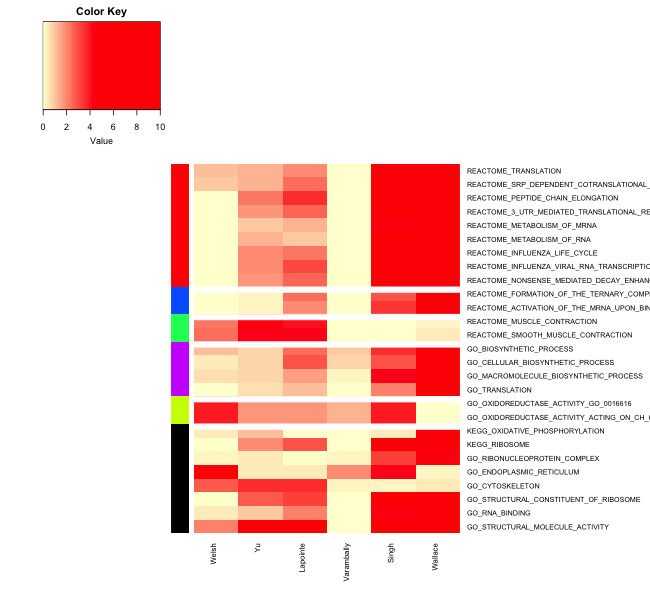 Color Key
0 2 4 6 8 10
Value
REACTOME_TRANSLATION
REACTOME_SRP_DEPENDENT_COTRANSLATIONAL_
REACTOME_PEPTIDE_CHAIN_ELONGATION
REACTOME_3_UTR_MEDIATED_TRANSLATIONAL_RE
REACTOME_METABOLISM_OF_MRNA
REACTOME_METABOLISM_OF_RNA
REACTOME_INFLUENZA_LIFE_CYCLE
REACTOME_INFLUENZA_VIRAL_RNA_TRANSCRIPTIO
REACTOME_NONSENSE_MEDIATED_DECAY_ENHAN
REACTOME_FORMATION_OF_THE_TERNARY_COMP
REACTOME_ACTIVATION_OF_THE_MRNA_UPON_BIN
REACTOME_MUSCLE_CONTRACTION
REACTOME_SMOOTH_MUSCLE_CONTRACTION
GO_BIOSYNTHETIC_PROCESS
GO_CELLULAR_BIOSYNTHETIC_PROCESS
GO_MACROMOLECULE_BIOSYNTHETIC_PROCESS
GO_TRANSLATION
GO_OXIDOREDUCTASE_ACTIVITY_GO_0016616
GO_OXIDOREDUCTASE_ACTIVITY_ACTING_ON_CH_
KEGG_OXIDATIVE_PHOSPHORYLATION
KEGG_RIBOSOME
GO_RIBONUCLEOPROTEIN_COMPLEX
GO_ENDOPLASMIC_RETICULUM
GO_CYTOSKELETON
GO_STRUCTURAL_CONSTITUENT_OF_RIBOSOME
GO_RNA_BINDING
GO_STRUCTURAL_MOLECULE_ACTIVITY
Welsh
Yu
Lapointe
Varambally
Singh
Wallace